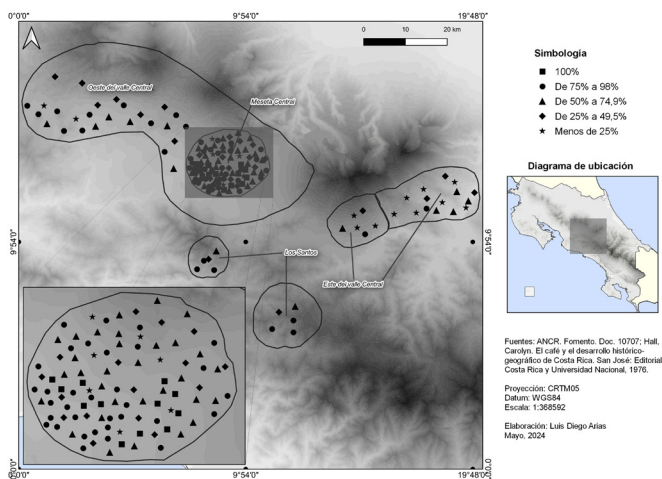 0°0'0"
9°54'0"
19°48'0"
0 10 20 km
Oeste del valle Central
Meseta Central
9°54'0"
9°54'0"
Los Santos
Este del valle Central
0°0'0"
9°54'0"
19°48'0"
0°0'0"
Simbología
100%
De 75% a 98%
De 50% a 74,9%
De 25% a 49,5%
Menos de 25%
Diagrama de ubicación
Fuentes: ANCR. Fomento. Doc. 10707; Hall,
Carolyn. El café y el desarrollo histórico-
geográfico de Costa Rica. San José: Editorial
Costa Rica y Universidad Nacional, 1976.
Proyección: CRTM05
Datum: WGS84
Escala: 1:368592
Elaboración: Luis Diego Arias
Mayo, 2024